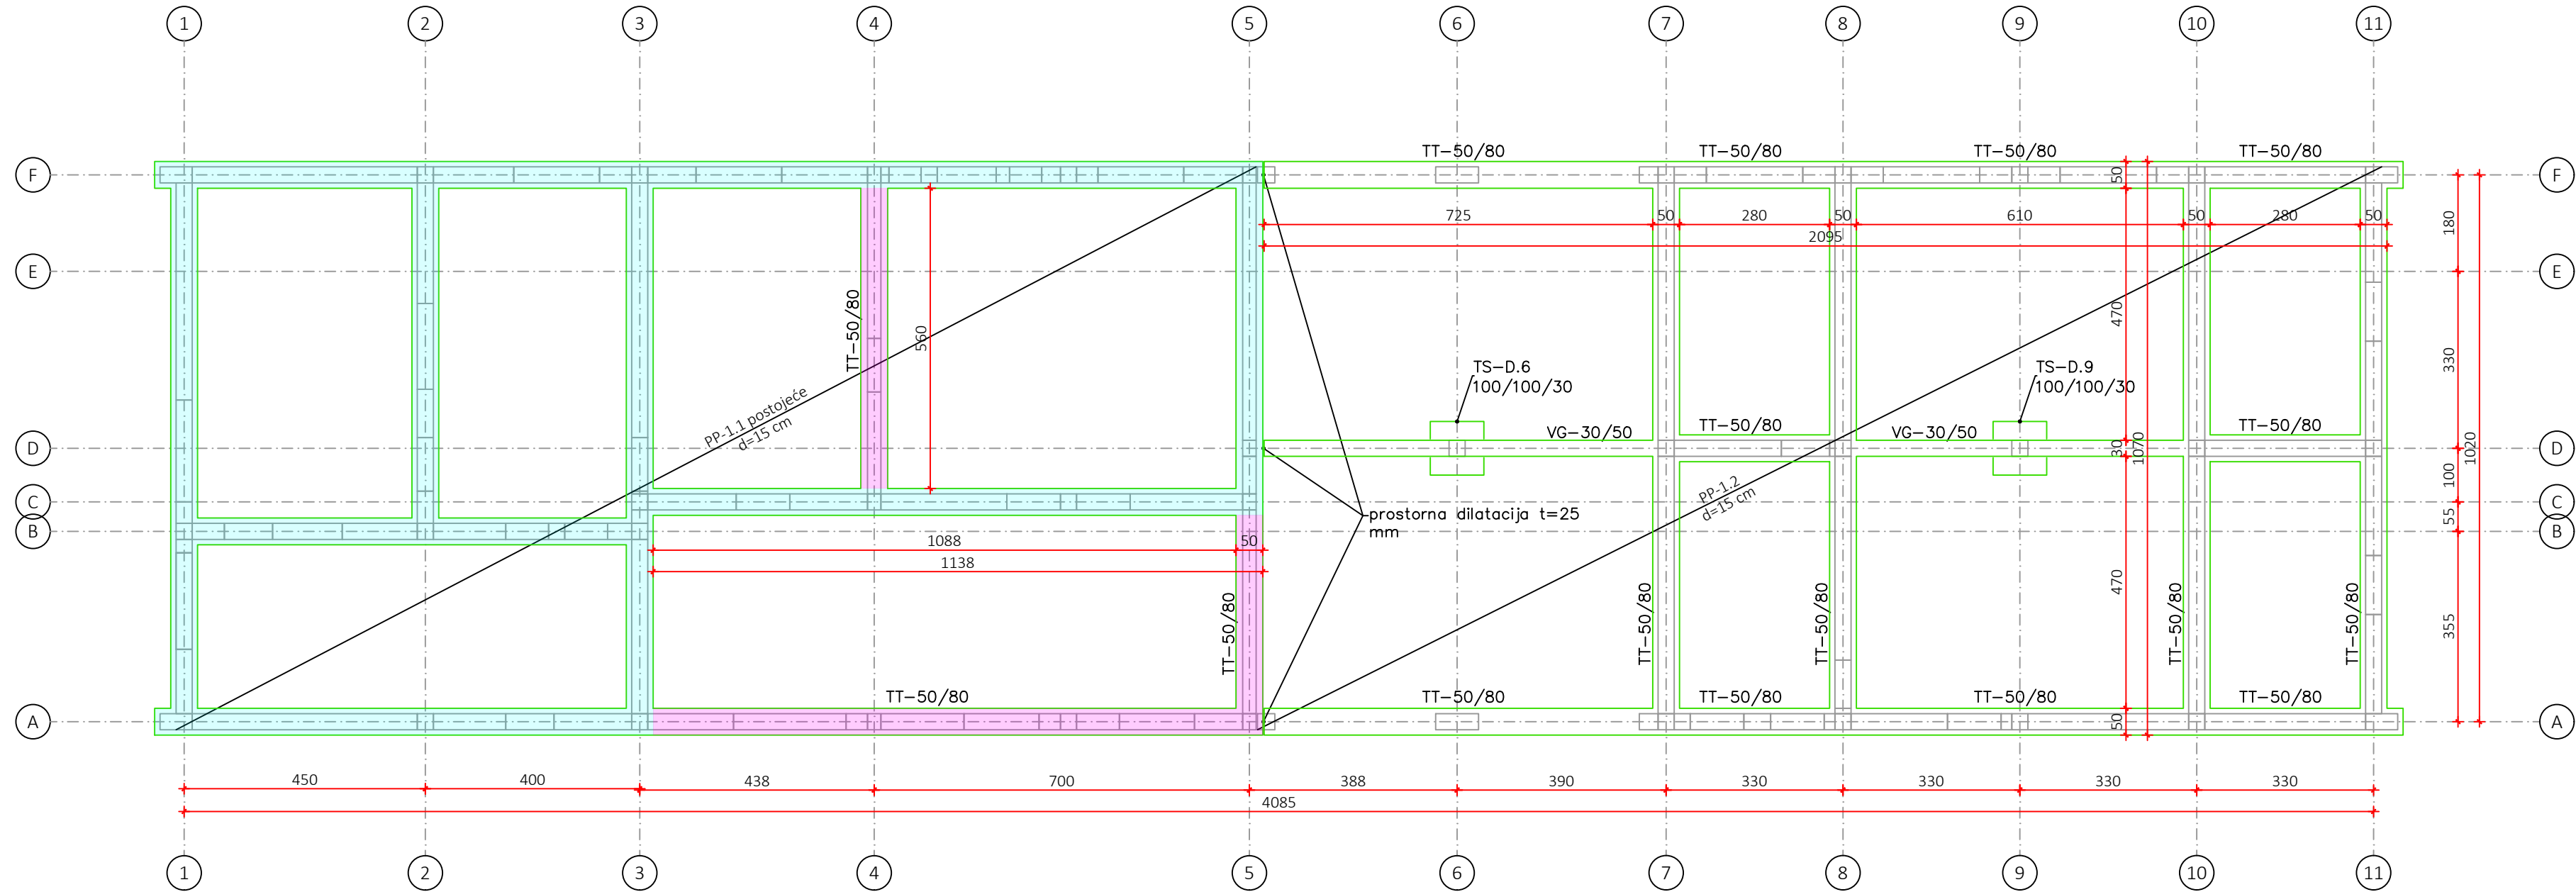 1 2 3 4 5 6 7 8 9 10 11
TT-50/80 TT-50/80 TT-50/80 TT-50/80
F F
50
180
725 50 280 50 610 50 280 50
2095
E E
TT-50/80
560
470
330
TS-D.6
100/100/30
TS-D.9
100/100/30
PP-1.1 postojeće
d=15 cm
VG-30/50 TT-50/80 VG-30/50 TT-50/80
D D
30
1070
1020
100
PP-1.2
d=15 cm
C C
prostorna dilatacija t=25
mm
55
B B
1088 50
1138
470
355
TT-50/80 TT-50/80 TT-50/80 TT-50/80 TT-50/80
TT-50/80 TT-50/80 TT-50/80 TT-50/80 TT-50/80
A A
50
450 400 438 700 388 390 330 330 330 330
4085
1 2 3 4 5 6 7 8 9 10 11